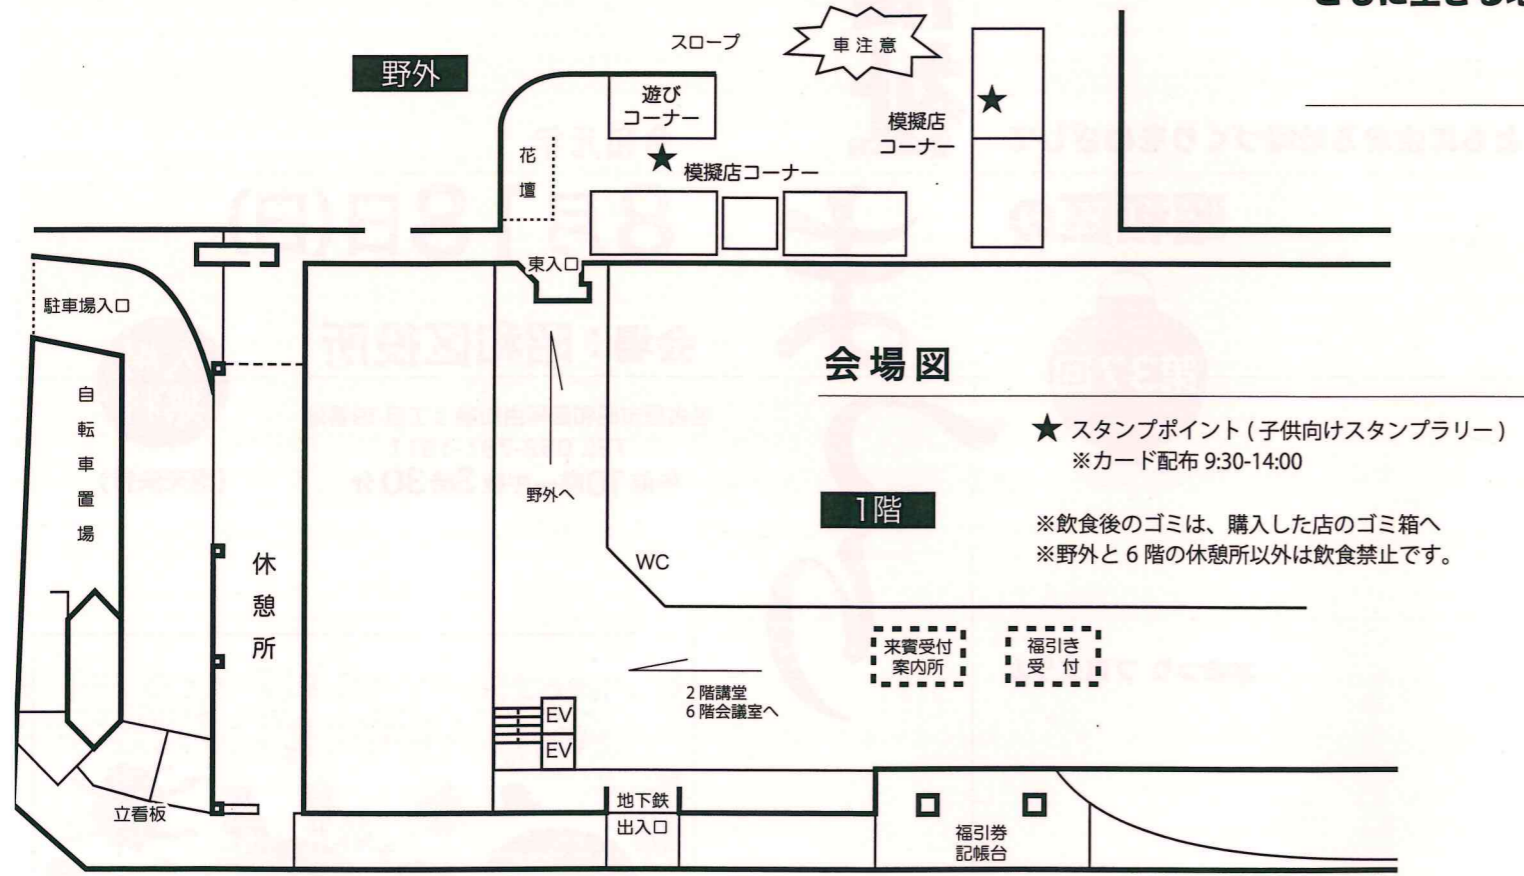 スロープ
車注意
野外
遊び
コーナー
模擬店
コーナー
花壇
模擬店コーナー
東入口
駐車場入口
会場図
自転車置場
★ スタンプポイント ( 子供向けスタンプラリー )
※カード配布 9:30-14:00
野外へ
1階
※飲食後のゴミは、購入した店のゴミ箱へ
※野外と 6 階の休憩所以外は飲食禁止です。
休憩所
WC
来賓受付
案内所
福引き
受 付
2 階講堂
6 階会議室へ
EV
EV
立看板
地下鉄
出入口
福引券
記帳台